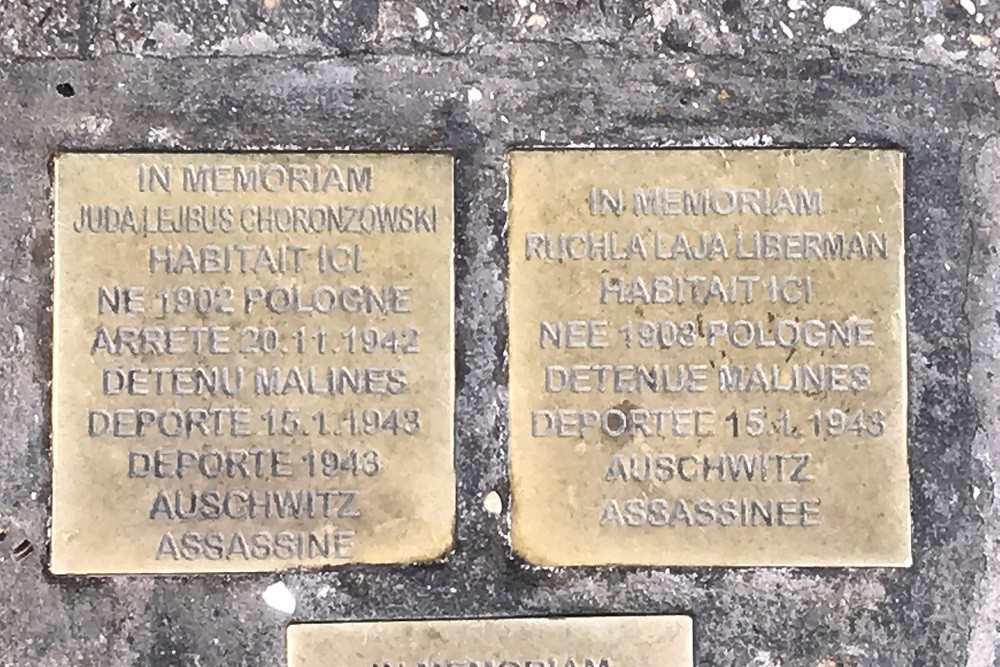 IN MEMORIAM
JUDA LEJBUS CHORONZOWSKI
HABITAIT ICI
NE 1902 POLOGNE
ARRETE 20.11.1942
DETENU MALINES
DEPORTE 15.1.1943
DEPORTE 1943
AUSCHWITZ
ASSASSINE
IN MEMORIAM
RUCHLA LAJA LIBERMAN
HABITAIT ICI
NEE 1903 POLOGNE
DETENUE MALINES
DEPORTEE 15.1.1943
AUSCHWITZ
ASSASSINEE
IN MEMORIAM